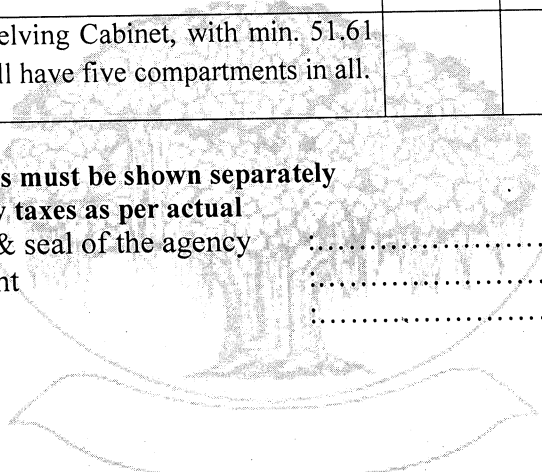 elving Cabinet, with min. 51.61
ll have five compartments in all.
s must be shown separately
y taxes as per actual
& seal of the agency :..........................
nt :..........................
:..........................